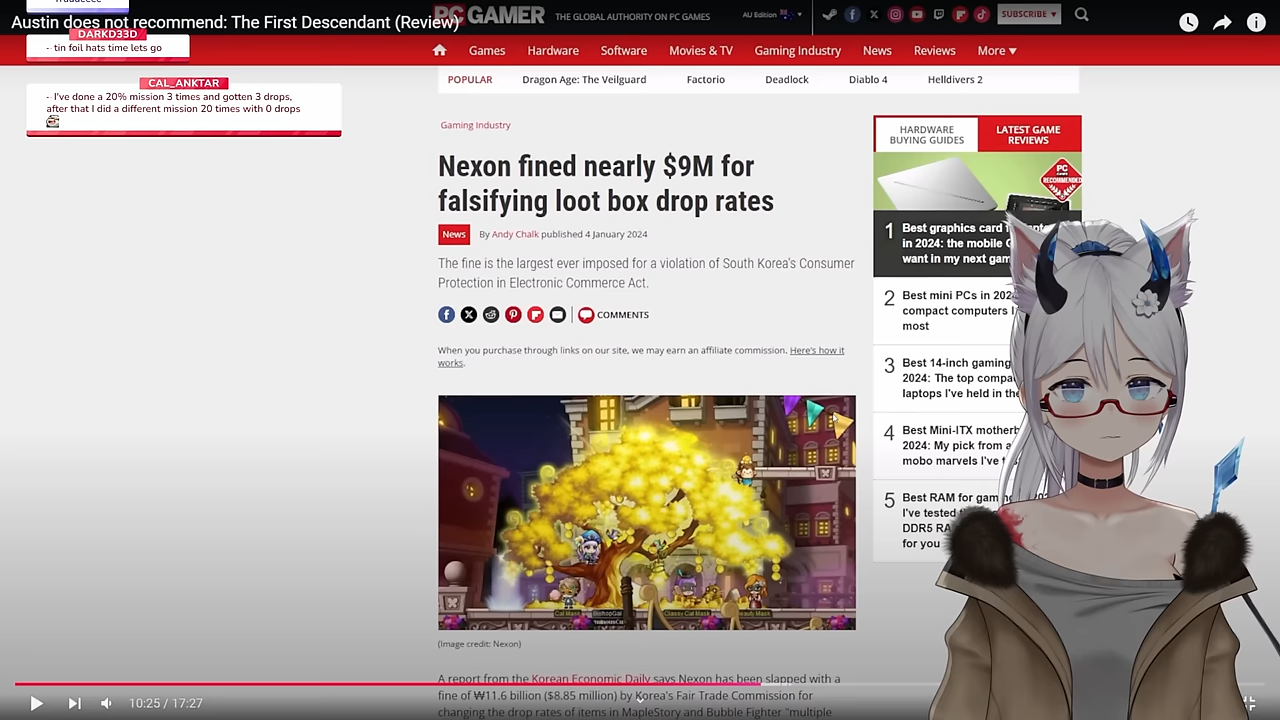 Austin does not recommend: The First Descendant (Review)
DARKD33D
- tin foil hats time lets go
CAL_ANKTAR
- I've done a 20% mission 3 times and gotten 3 drops,
after that I did a different mission 20 times with 0 drops
PC GAMER
THE GLOBAL AUTHORITY ON PC GAMES
AU Edition
SUBSCRIBE
Games
Hardware
Software
Movies & TV
Gaming Industry
News
Reviews
More
POPULAR
Dragon Age: The Veilguard
Factorio
Deadlock
Diablo 4
Helldivers 2
Gaming Industry
Nexon fined nearly $9M for
falsifying loot box drop rates
News
By Andy Chalk published 4 January 2024
The fine is the largest ever imposed for a violation of South Korea's Consumer
Protection in Electronic Commerce Act.
COMMENTS
When you purchase through links on our site, we may earn an affiliate commission. Here's how it
works.
(Image credit: Nexon)
A report from the Korean Economic Daily says Nexon has been slapped with a
fine of ₩11.6 billion ($8.85 million) by Korea's Fair Trade Commission for
changing the drop rates of items in MapleStory and Bubble Fighter "multiple
HARDWARE
BUYING GUIDES
LATEST GAME
REVIEWS
PC GAMER
RECOMMENDED
1
Best graphics card
in 2024: the mobile
want in my next gam
2
Best mini PCs in 202
compact computers I
most
3
Best 14-inch gaming
2024: The top compa
laptops I've held in the
4
Best Mini-ITX motherb
2024: My pick from a
mobo marvels I've
5
Best RAM for gaming
I've tested
DDR5 RA
for you
10:25 / 17:27